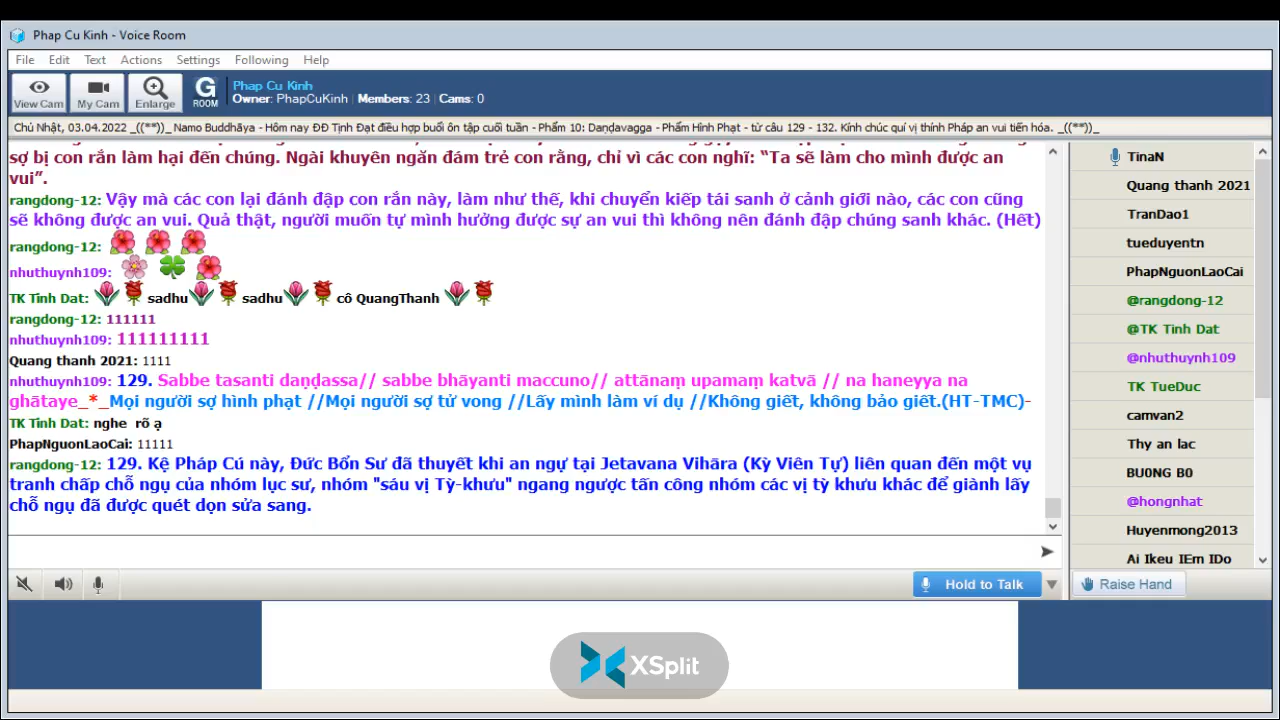 Phap Cu Kinh - Voice Room
File Edit Text Actions Settings Following Help
View Cam My Cam Enlarge G ROOM
Phap Cu Kinh
Owner: PhapCuKinh | Members: 23 | Cams: 0
Chủ Nhật, 03.04.2022 _((**))_ Namo Buddhāya - Hôm nay ĐĐ Tịnh Đạt điều hợp buổi ôn tập cuối tuần - Phẩm 10: Daṇḍavagga - Phẩm Hình Phạt - từ câu 129 - 132. Kính chúc quí vị thính Pháp an vui tiến hóa. _((**))_
sợ bị con rắn làm hại đến chúng. Ngài khuyên ngăn đám trẻ con rằng, chỉ vì các con nghĩ: “Ta sẽ làm cho mình được an
vui”.
rangdong-12: Vậy mà các con lại đánh đập con rắn này, làm như thế, khi chuyển kiếp tái sanh ở cảnh giới nào, các con cũng
sẽ không được an vui. Quả thật, người muốn tự mình hưởng được sự an vui thì không nên đánh đập chúng sanh khác. (Hết)
rangdong-12:
nhuthuynh109:
TK Tinh Dat: sadhu sadhu cô QuangThanh
rangdong-12: 111111
nhuthuynh109: 111111111
Quang thanh 2021: 1111
nhuthuynh109: 129. Sabbe tasanti daṇḍassa// sabbe bhāyanti maccuno// attānaṃ upamaṃ katvā // na haneyya na
ghātaye_*_Mọi người sợ hình phạt //Mọi người sợ tử vong //Lấy mình làm ví dụ //Không giết, không bảo giết.(HT-TMC)-
TK Tinh Dat: nghe rõ ạ
PhapNguonLaoCai: 11111
rangdong-12: 129. Kệ Pháp Cú này, Đức Bổn Sư đã thuyết khi an ngự tại Jetavana Vihāra (Kỳ Viên Tự) liên quan đến một vụ
tranh chấp chỗ ngụ của nhóm lục sư, nhóm "sáu vị Tỳ-khưu" ngang ngược tấn công nhóm các vị tỳ khưu khác để giành lấy
chỗ ngụ đã được quét dọn sửa sang.
TinaN
Quang thanh 2021
TranDao1
tueduyentn
PhapNguonLaoCai
@rangdong-12
@TK Tinh Dat
@nhuthuynh109
TK TueDuc
camvan2
Thy an lac
BU0NG B0
@hongnhat
Huyenmong2013
Ai Ikeu IEm IDo
Hold to Talk
Raise Hand
XSplit